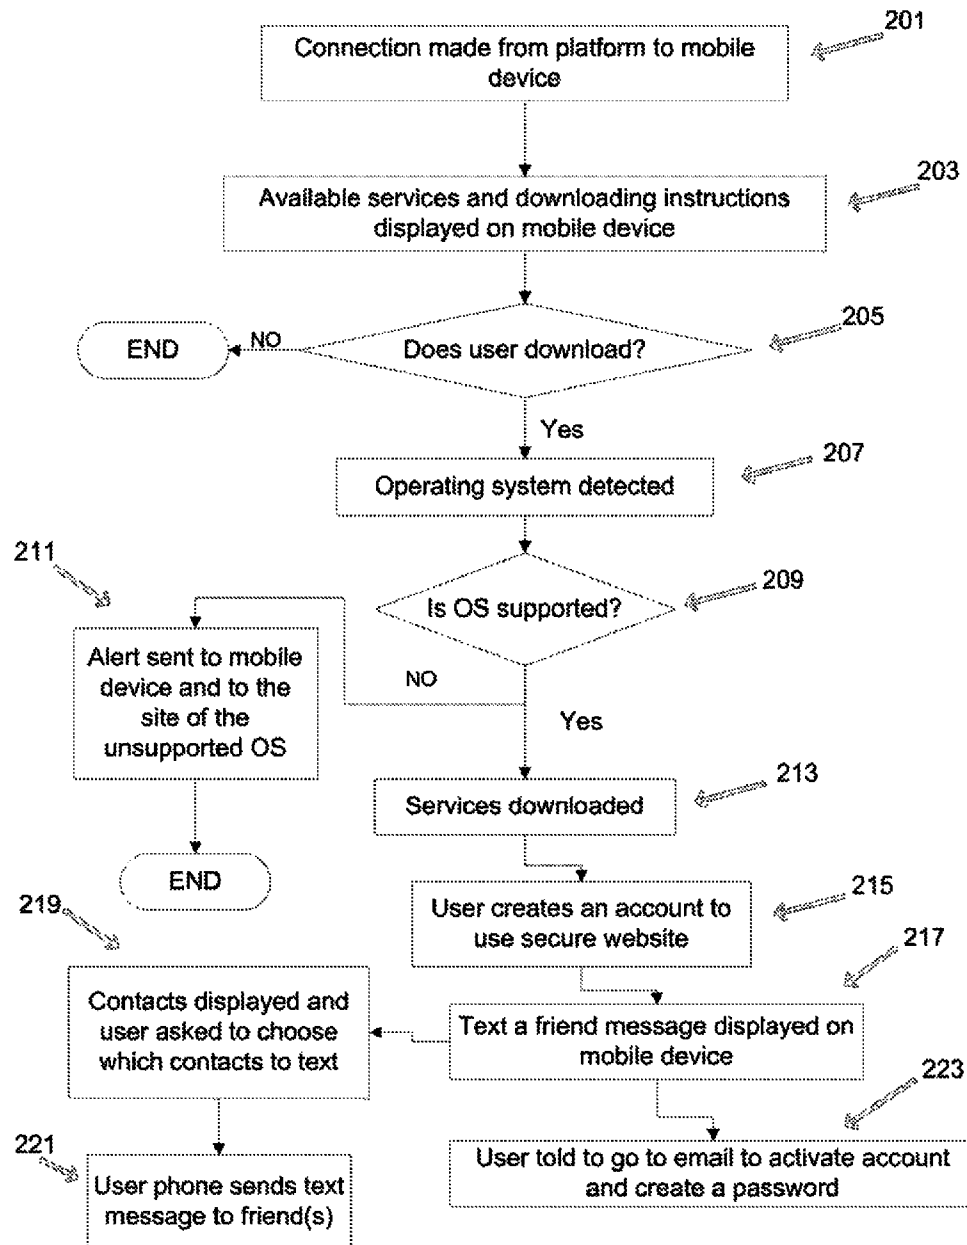 201
Connection made from platform to mobile
device
203
Available services and downloading instructions
displayed on mobile device
205
END
NO
Does user download?
Yes
207
Operating system detected
211
209
Is OS supported?
Alert sent to mobile
device and to the
site of the
unsupported OS
NO
Yes
213
Services downloaded
END
219
215
User creates an account to
use secure website
217
Contacts displayed and
user asked to choose
which contacts to text
Text a friend message displayed on
mobile device
223
221
User phone sends text
message to friend(s)
User told to go to email to activate account
and create a password